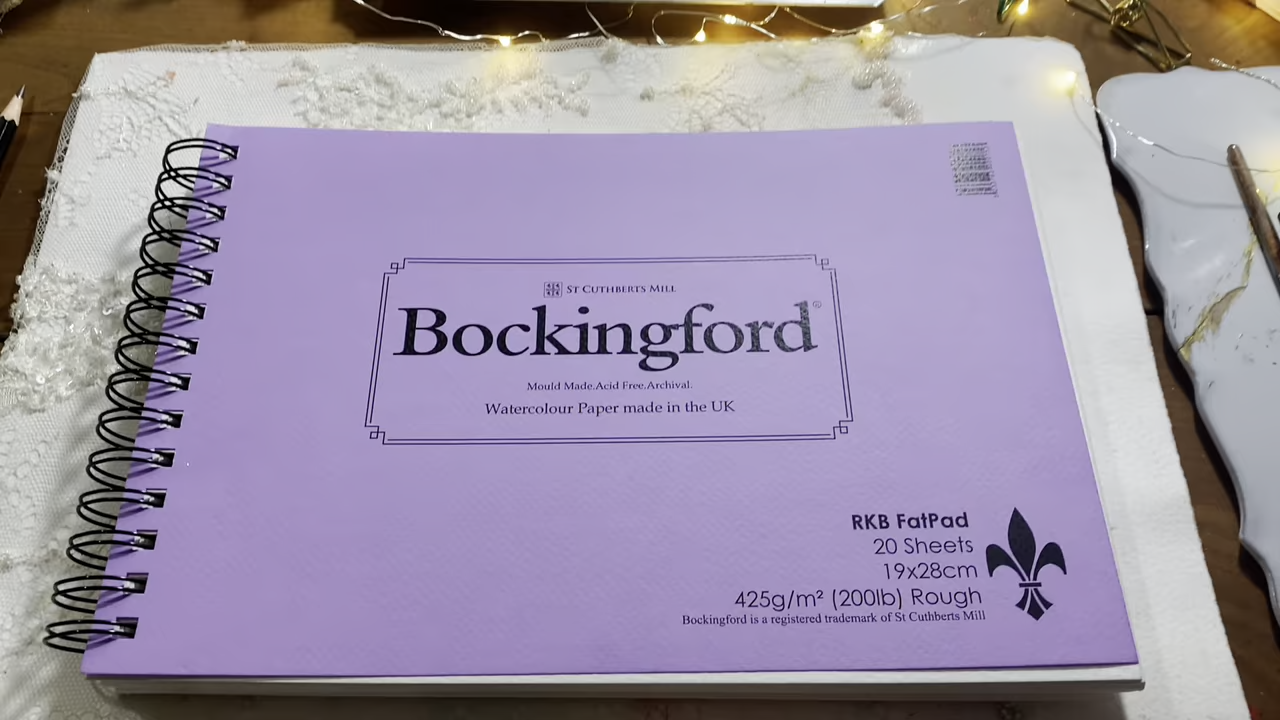 St Cuthberts Mill
Bockingford®
Mould Made.Acid Free.Archival.
Watercolour Paper made in the UK
RKB FatPad
20 Sheets
19x28cm
425g/m² (200lb) Rough
Bockingford is a registered trademark of St Cuthberts Mill